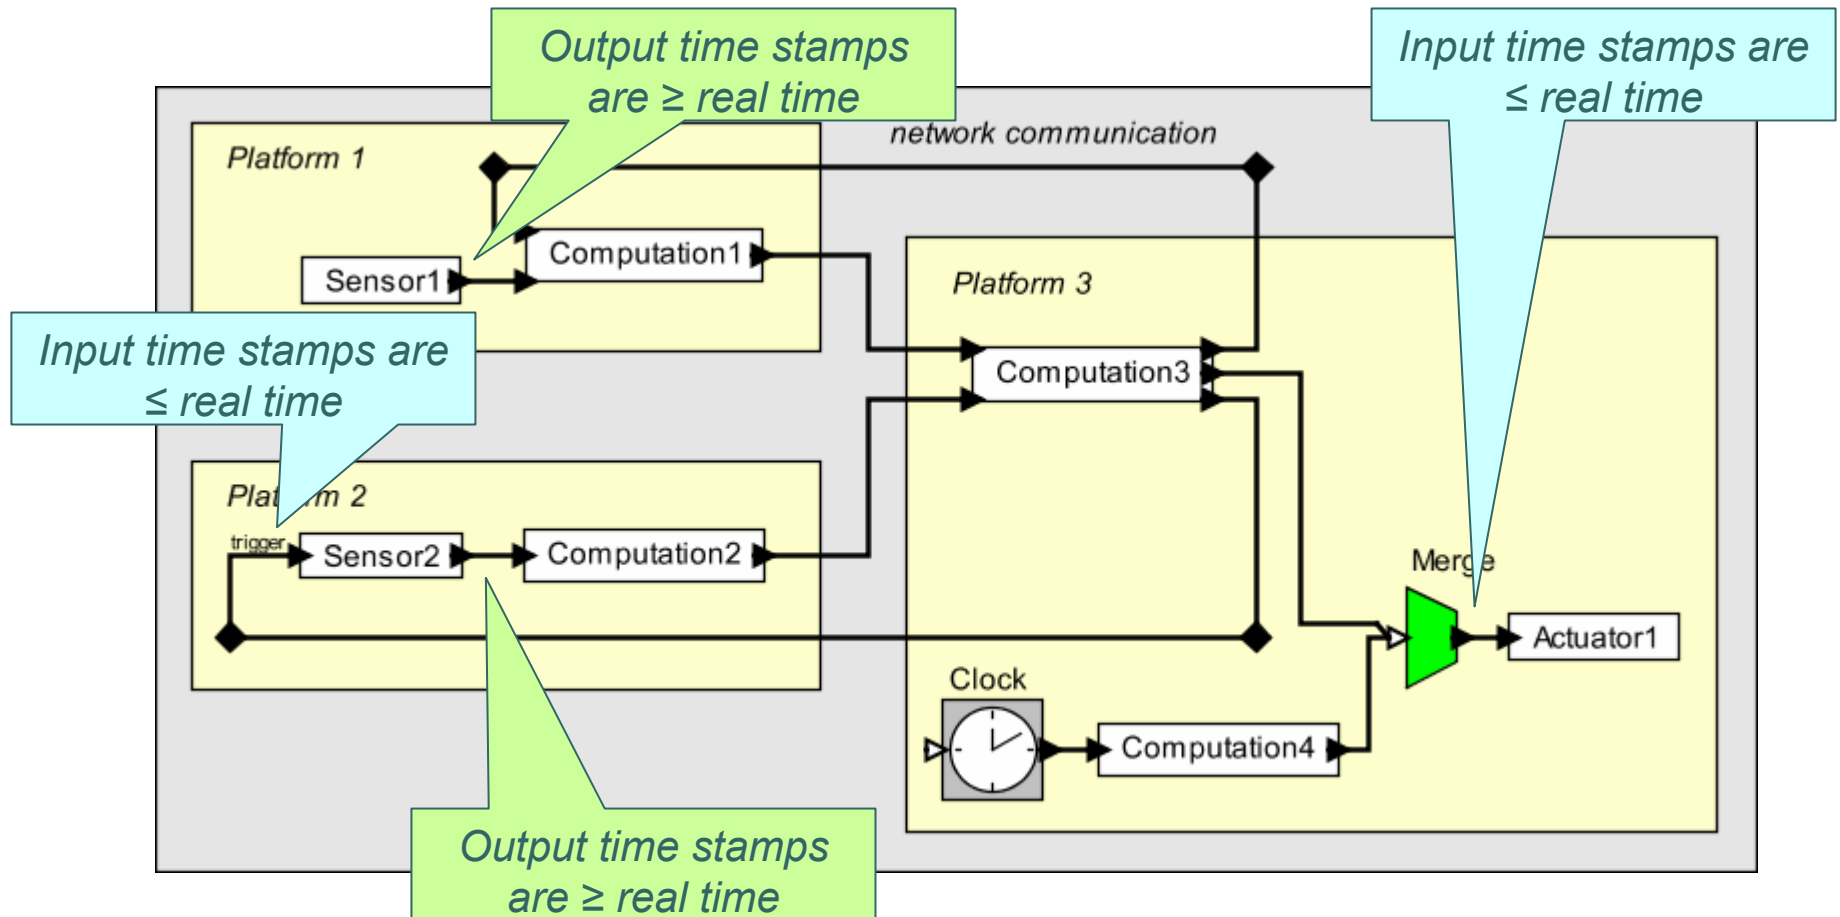 Output time stamps
are ≥ real time
Input time stamps are
≤ real time
network communication
Platform 1
Computation1
Sensor1
Platform 3
Input time stamps are
≤ real time
Computation3
Platform 2
trigger
Sensor2
Computation2
Merge
Actuator1
Clock
Computation4
Output time stamps
are ≥ real time